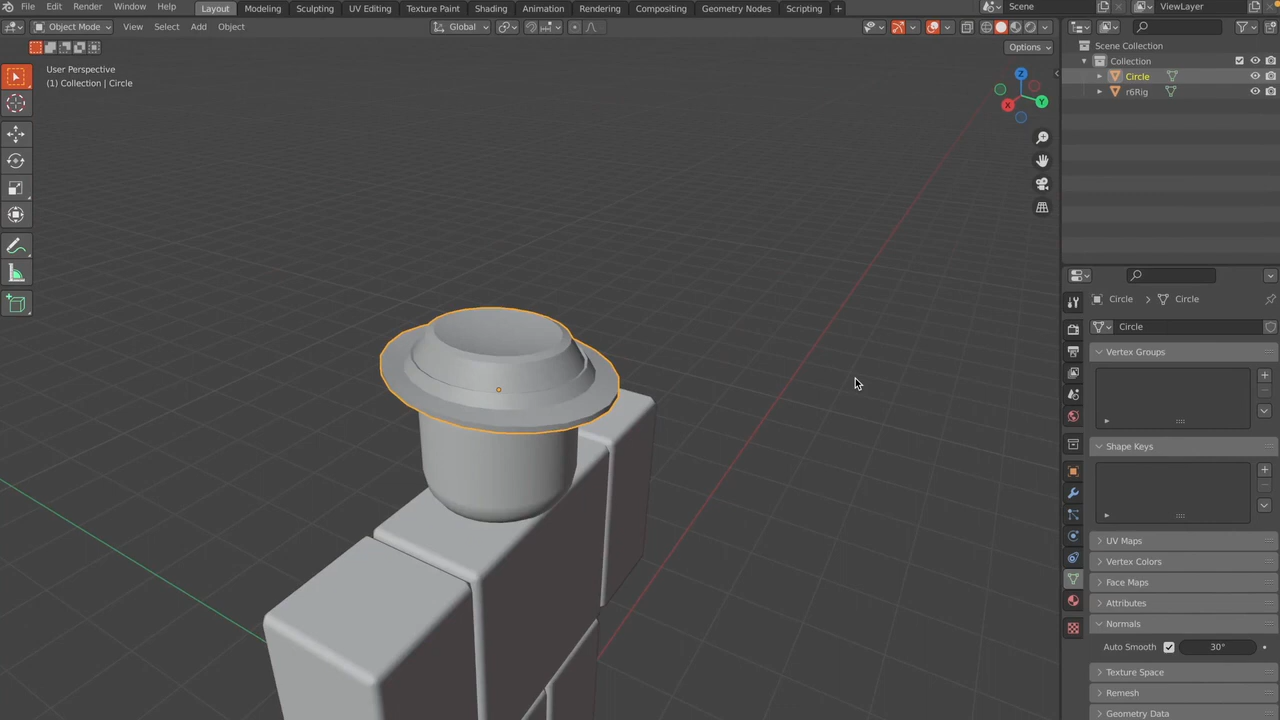 File Edit Render Window Help Layout Modeling Sculpting UV Editing Texture Paint Shading Animation Rendering Compositing Geometry Nodes Scripting + Scene ViewLayer
Object Mode View Select Add Object Global
Options
User Perspective
(1) Collection | Circle
Z
X
Y
Scene Collection
Collection
Circle
r6Rig
Circle > Circle
Circle
Vertex Groups
Shape Keys
UV Maps
Vertex Colors
Face Maps
Attributes
Normals
Auto Smooth 30°
Texture Space
Remesh
Geometry Data